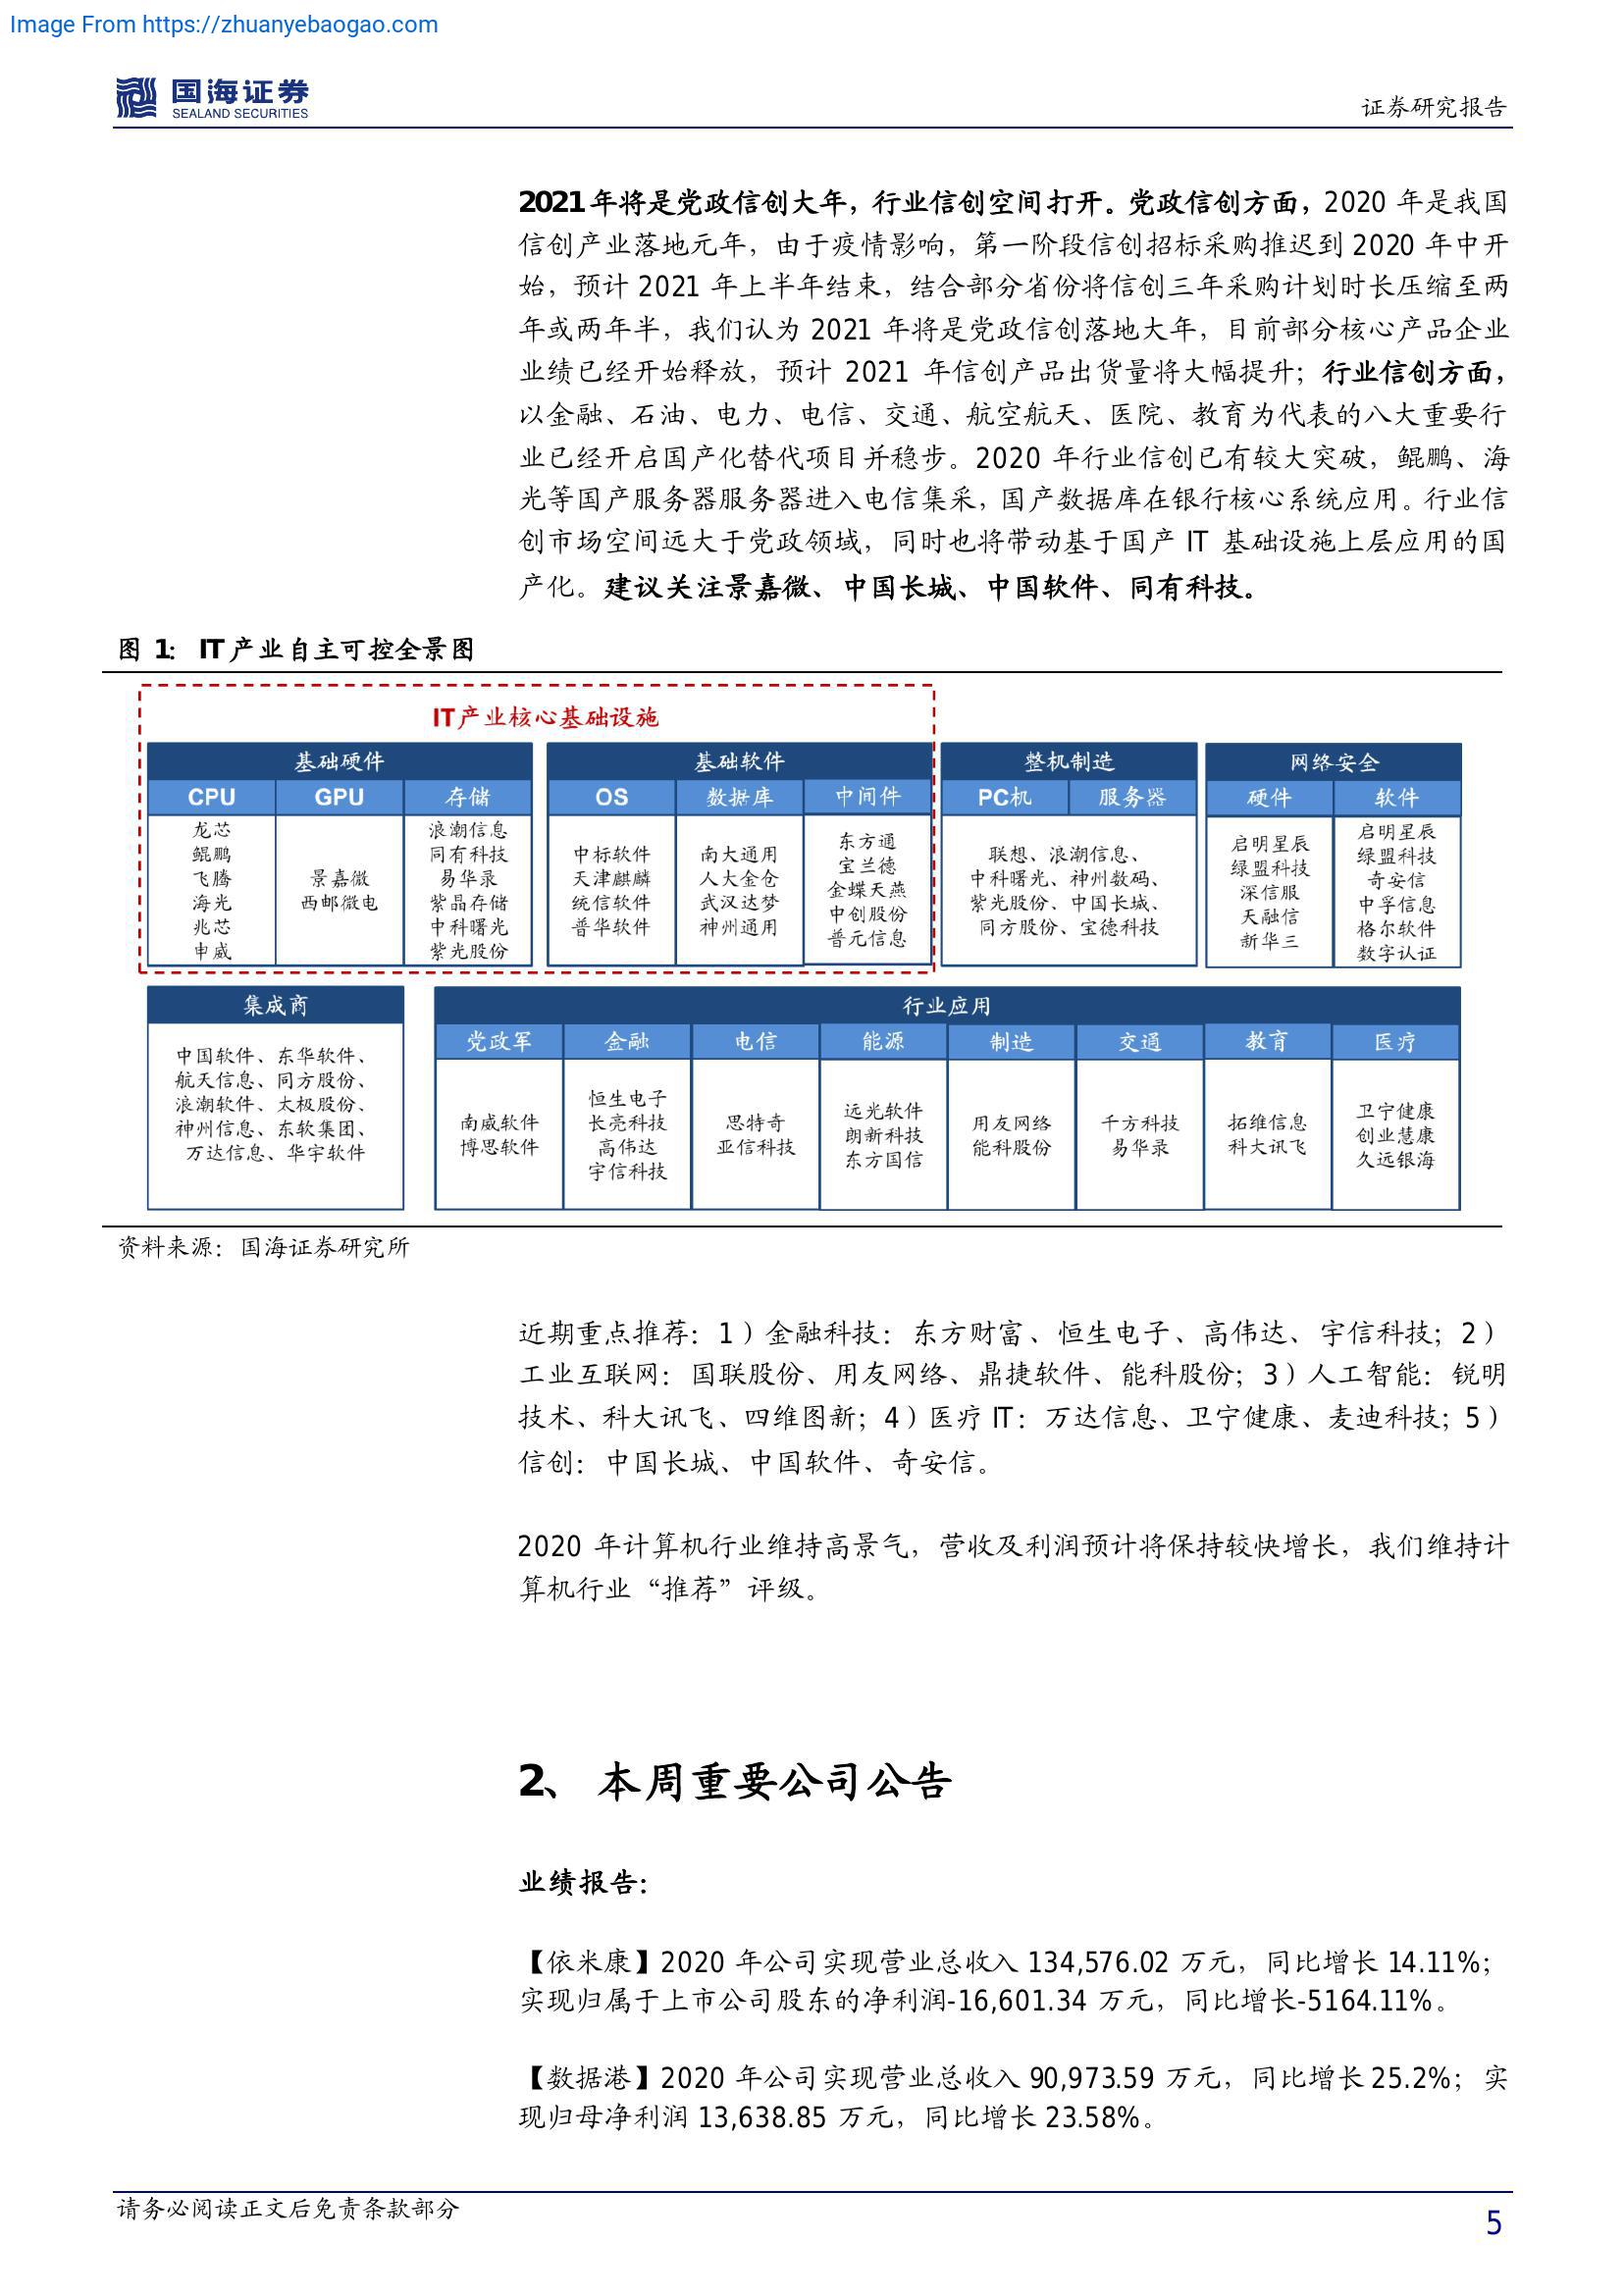 Image From https://zhuanyebaogao.com
国海证券
SEALAND SECURITIES
证券研究报告
2021年将是党政信创大年，行业信创空间打开。党政信创方面，2020 年是我国
信创产业落地元年，由于疫情影响，第一阶段信创招标采购推迟到 2020 年中开
始，预计 2021 年上半年结束，结合部分省份将信创三年采购计划时长压缩至两
年或两年半，我们认为 2021 年将是党政信创落地大年，目前部分核心产品企业
业绩已经开始释放，预计 2021 年信创产品出货量将大幅提升；行业信创方面，
以金融、石油、电力、电信、交通、航空航天、医院、教育为代表的八大重要行
业已经开启国产化替代项目并稳步。2020 年行业信创已有较大突破，鲲鹏、海
光等国产服务器服务器进入电信集采，国产数据库在银行核心系统应用。行业信
创市场空间远大于党政领域，同时也将带动基于国产 IT 基础设施上层应用的国
产化。建议关注景嘉微、中国长城、中国软件、同有科技。
图 1： IT产业自主可控全景图
IT产业核心基础设施
基础硬件 基础软件 整机制造 网络安全
CPU GPU 存储 OS 数据库 中间件 PC机 服务器 硬件 软件
龙芯
鲲鹏
飞腾
海光
兆芯
申威
景嘉微
西邮微电
浪潮信息
同有科技
易华录
紫晶存储
中科曙光
紫光股份
中标软件
天津麒麟
统信软件
普华软件
南大通用
人大金仓
武汉达梦
神州通用
东方通
宝兰德
金蝶天燕
中创股份
普元信息
联想、浪潮信息、
中科曙光、神州数码、
紫光股份、中国长城、
同方股份、宝德科技
启明星辰
绿盟科技
深信服
天融信
新华三
启明星辰
绿盟科技
奇安信
中孚信息
格尔软件
数字认证
集成商
中国软件、东华软件、
航天信息、同方股份、
浪潮软件、太极股份、
神州信息、东软集团、
万达信息、华宇软件
行业应用
党政军 金融 电信 能源 制造 交通 教育 医疗
南威软件
博思软件
恒生电子
长亮科技
高伟达
宇信科技
思特奇
亚信科技
远光软件
朗新科技
东方国信
用友网络
能科股份
千方科技
易华录
拓维信息
科大讯飞
卫宁健康
创业慧康
久远银海
资料来源：国海证券研究所
近期重点推荐：1）金融科技：东方财富、恒生电子、高伟达、宇信科技；2）
工业互联网：国联股份、用友网络、鼎捷软件、能科股份；3）人工智能：锐明
技术、科大讯飞、四维图新；4）医疗 IT：万达信息、卫宁健康、麦迪科技；5）
信创：中国长城、中国软件、奇安信。
2020 年计算机行业维持高景气，营收及利润预计将保持较快增长，我们维持计
算机行业“推荐”评级。
2、 本周重要公司公告
业绩报告：
【依米康】2020 年公司实现营业总收入 134,576.02 万元，同比增长 14.11%；
实现归属于上市公司股东的净利润-16,601.34 万元，同比增长-5164.11%。
【数据港】2020 年公司实现营业总收入 90,973.59 万元，同比增长 25.2%；实
现归母净利润 13,638.85 万元，同比增长 23.58%。
请务必阅读正文后免责条款部分
5